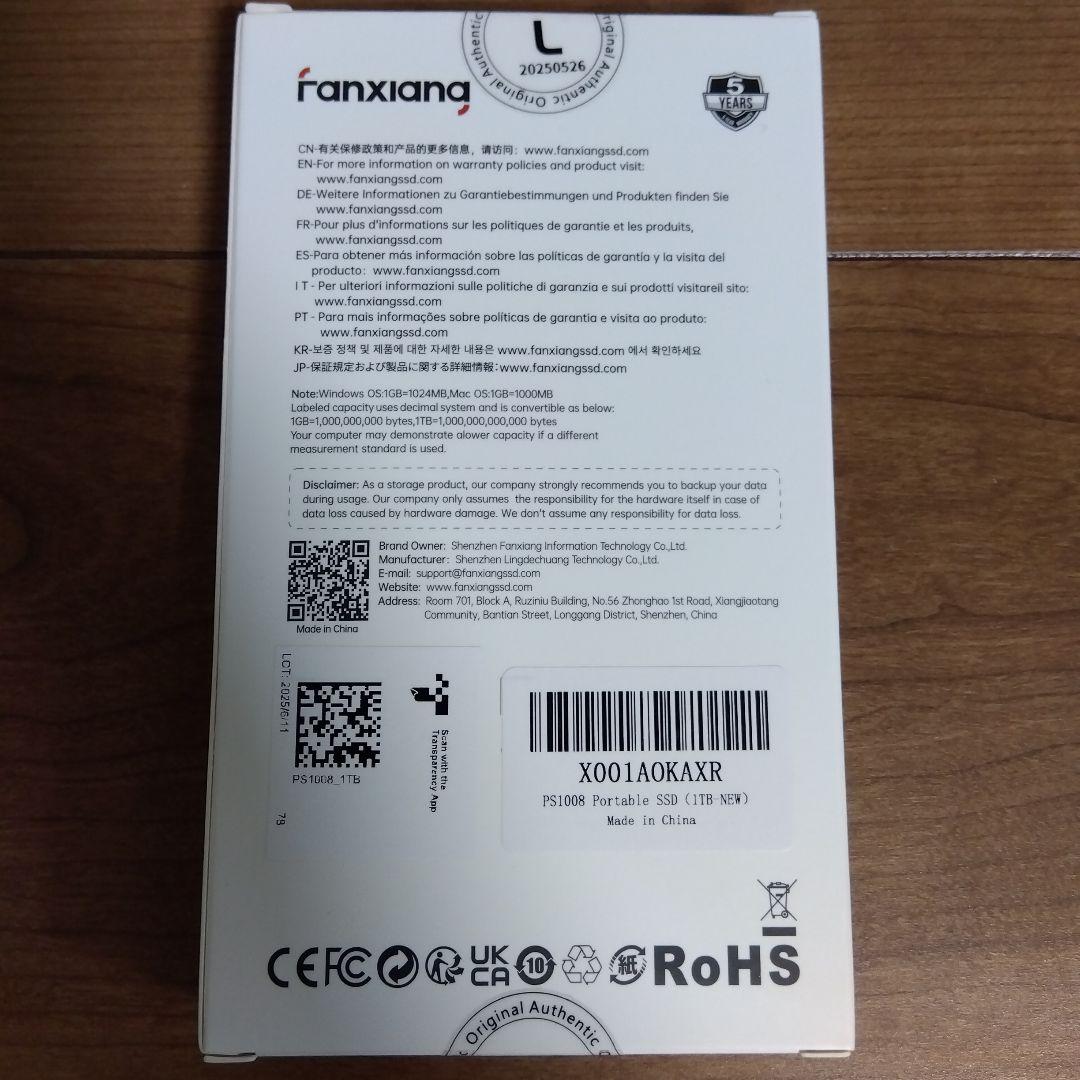 Original Authentic
L
20250526
Original Authentic
fanxiang
5
YEARS
CN-有关保修政策和产品的更多信息，请访问：www.fanxiangssd.com
EN-For more information on warranty policies and product visit:
www.fanxiangssd.com
DE-Weitere Informationen zu Garantiebestimmungen und Produkten finden Sie
www.fanxiangssd.com
FR-Pour plus d'informations sur les politiques de garantie et les produits,
www.fanxiangssd.com
ES-Para obtener más información sobre las políticas de garantía y la visita del
producto: www.fanxiangssd.com
I T - Per ulteriori informazioni sulle politiche di garanzia e sui prodotti visitareil sito:
www.fanxiangssd.com
PT - Para mais informações sobre políticas de garantia e visita ao produto:
www.fanxiangssd.com
KR-보증 정책 및 제품에 대한 자세한 내용은 www.fanxiangssd.com 에서 확인하세요
JP-保証規定および製品に関する詳細情報:www.fanxiangssd.com
Note:Windows OS:1GB=1024MB,Mac OS:1GB=1000MB
Labeled capacity uses decimal system and is convertible as below:
1GB=1,000,000,000 bytes,1TB=1,000,000,000,000 bytes
Your computer may demonstrate alower capacity if a different
measurement standard is used.
Disclaimer: As a storage product, our company strongly recommends you to backup your data
during usage. Our company only assumes the responsibility for the hardware itself in case of
data loss caused by hardware damage. We don't assume any responsibility for data loss.
Brand Owner: Shenzhen Fanxiang Information Technology Co.,Ltd.
Manufacturer: Shenzhen Lingdechuang Technology Co.,Ltd.
E-mail: support@fanxiangssd.com
Website: www.fanxiangssd.com
Address: Room 701, Block A, Ruziniu Building, No.56 Zhonghao 1st Road, Xiangjiaotang
Community, Bantian Street, Longgang District, Shenzhen, China
Made in China
LCT: 2025/6/11
PS1008_1TB
78
Scan with the
Transparency App
X001AOKAXR
PS1008 Portable SSD (1TB-NEW)
Made in China
CE FC UK CA 10 紙 RoHS
Original Authentic